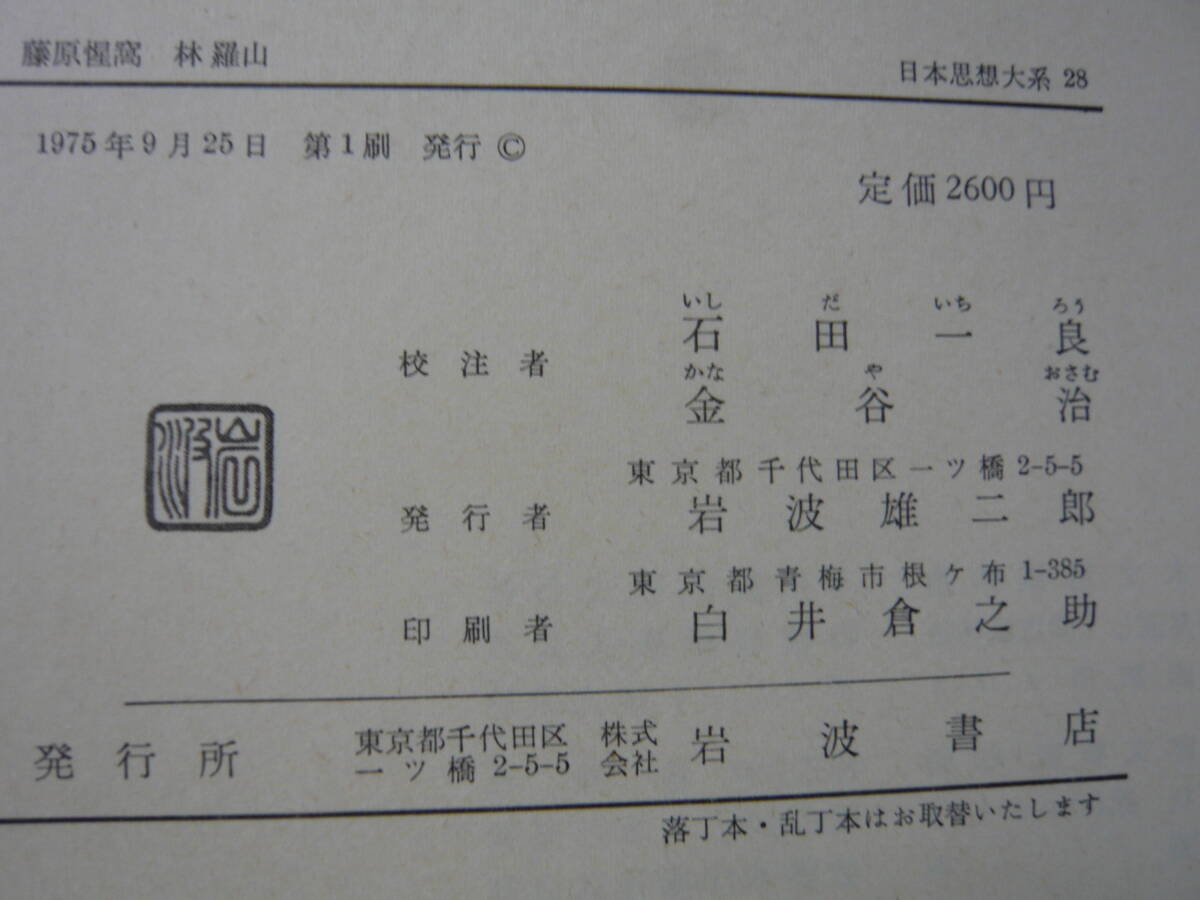 藤原惺窩 林羅山
日本思想大系 28
1975年9月25日 第1刷 発行 ©
定価2600円
いし だ いち ろう
校注者 石田一良
かな や おさむ
金谷治
東京都千代田区一ツ橋 2-5-5
発行者 岩波雄二郎
東京都青梅市根ケ布 1-385
印刷者 白井倉之助
発行所 東京都千代田区一ツ橋 2-5-5 株式会社 岩波書店
落丁本・乱丁本はお取替いたします
岩波